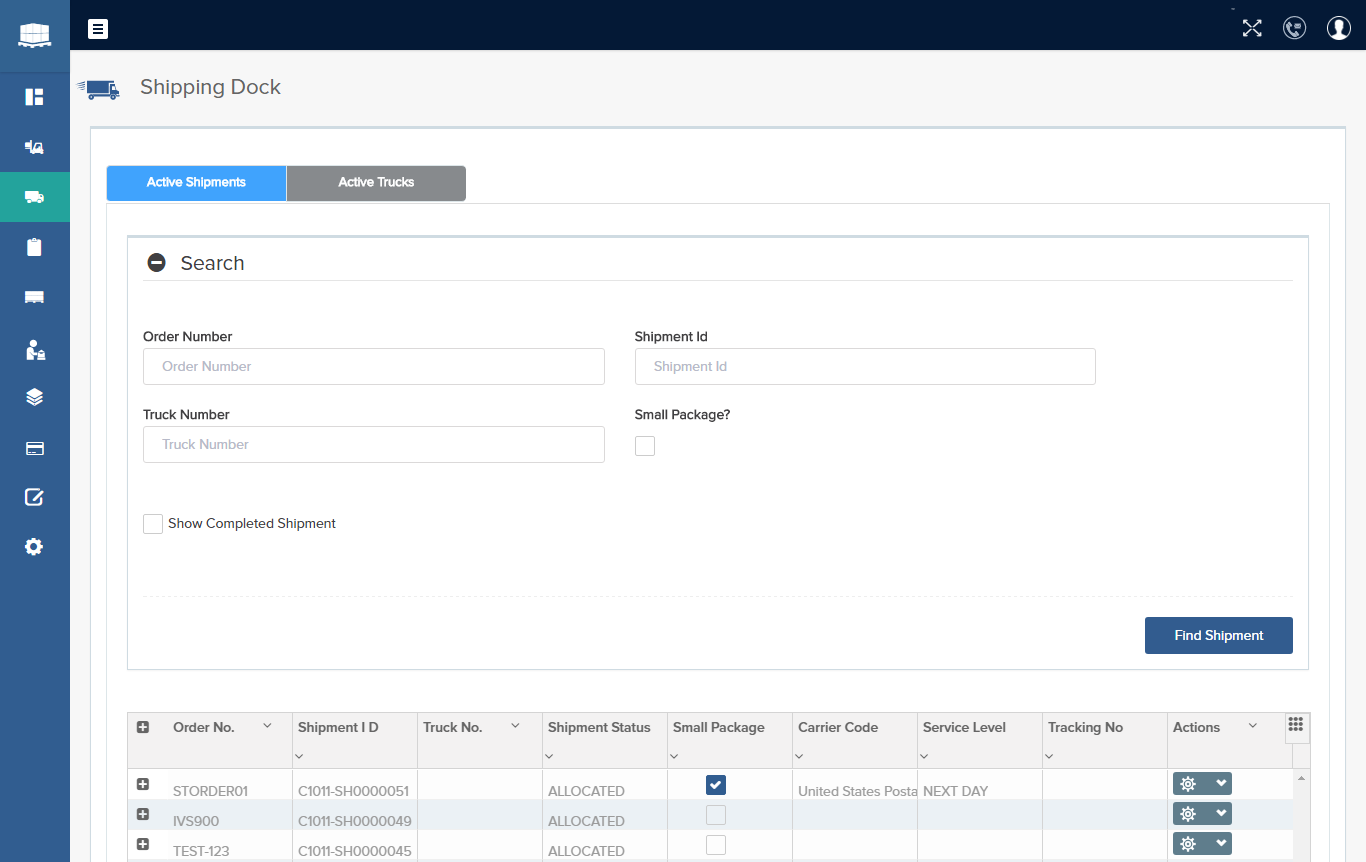 Shipping Dock
Active Shipments Active Trucks
Search
Order Number Shipment Id
Order Number Shipment Id
Truck Number Small Package?
Truck Number
Show Completed Shipment
Find Shipment
Order No. Shipment I D Truck No. Shipment Status Small Package Carrier Code Service Level Tracking No Actions
STORDER01 C1011-SH0000051 ALLOCATED United States Posta NEXT DAY
IVS900 C1011-SH0000049 ALLOCATED
TEST-123 C1011-SH0000045 ALLOCATED